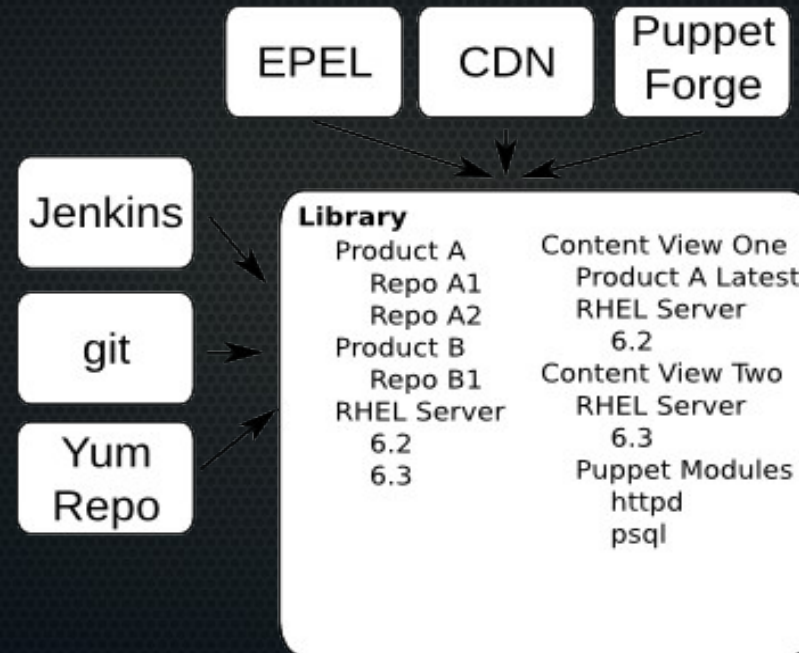 EPEL
CDN
Puppet
Forge
Jenkins
git
Yum
Repo
Library
Product A
Repo A1
Repo A2
Product B
Repo B1
RHEL Server
6.2
6.3
Content View One
Product A Latest
RHEL Server
6.2
Content View Two
RHEL Server
6.3
Puppet Modules
httpd
psql